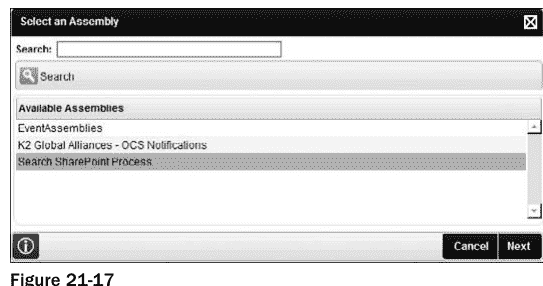 Select an Assembly
Search:
Search
Available Assemblies
EventAssemblies
K2 Global Alliances - OCS Notifications
Search SharePoint Process
Cancel Next
Figure 21-17